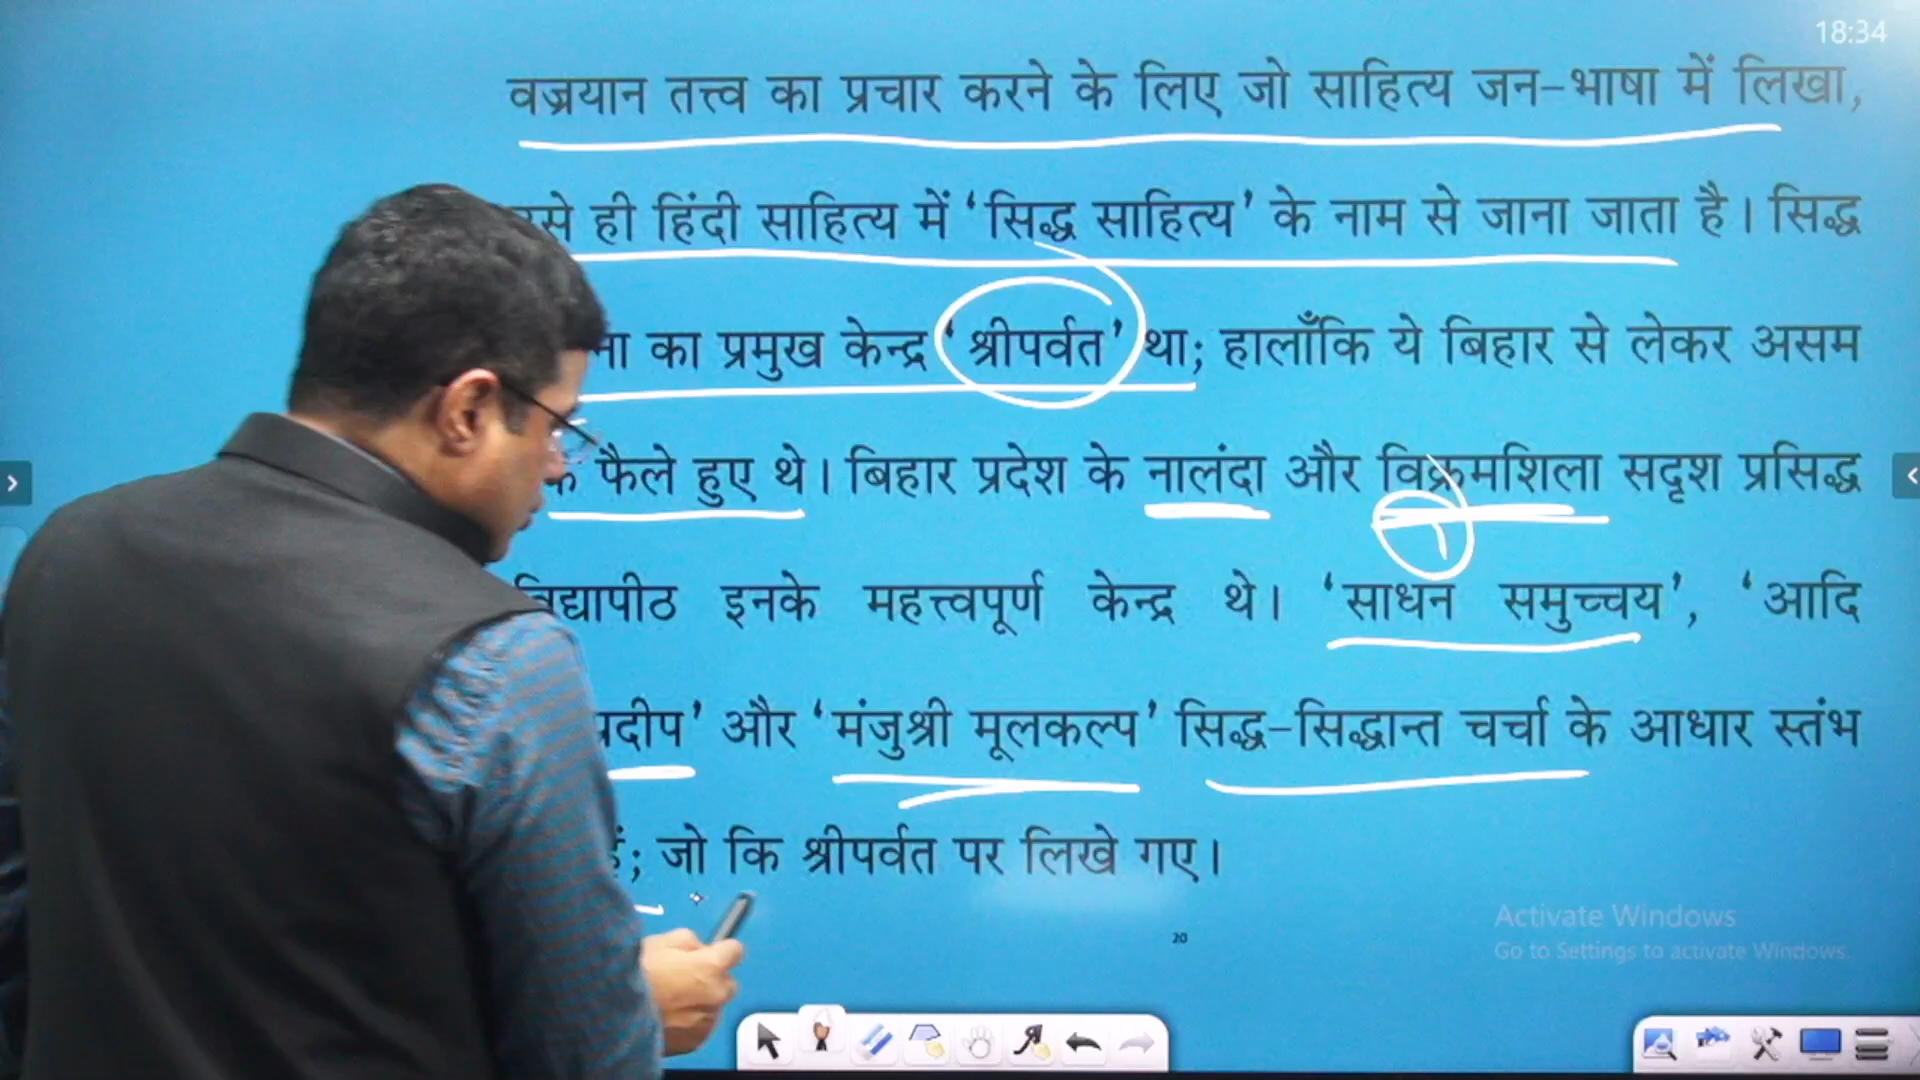 18:34
वज्रयान तत्त्व का प्रचार करने के लिए जो साहित्य जन-भाषा में लिखा,
ही हिंदी साहित्य में ‘सिद्ध साहित्य’ के नाम से जाना जाता है। सिद्ध
का प्रमुख केन्द्र ‘श्रीपर्वत’ था; हालाँकि ये बिहार से लेकर असम
फैले हुए थे। बिहार प्रदेश के नालंदा और विक्रमशिला सदृश प्रसिद्ध
विद्यापीठ इनके महत्त्वपूर्ण केन्द्र थे। ‘साधन समुच्चय’, ‘आदि
और ‘मंजुश्री मूलकल्प’ सिद्ध-सिद्धान्त चर्चा के आधार स्तंभ
जो कि श्रीपर्वत पर लिखे गए।
20
Activate Windows
Go to Settings to activate Windows.